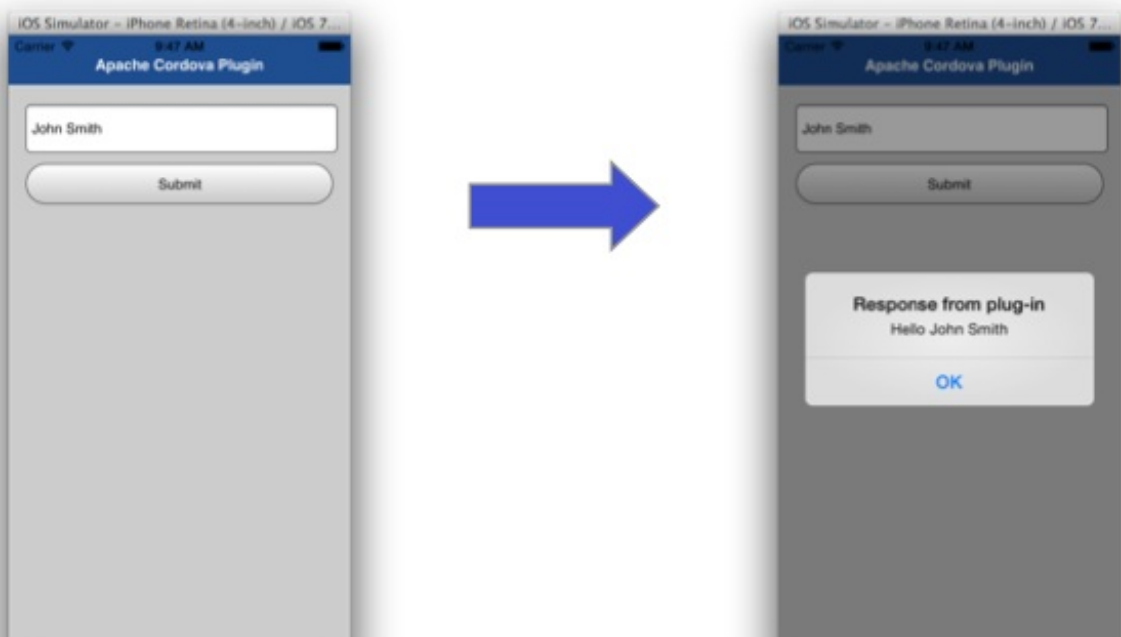 iOS Simulator - iPhone Retina (4-inch) / iOS 7...
Carrier 9:47 AM
Apache Cordova Plugin
John Smith
Submit
iOS Simulator - iPhone Retina (4-inch) / iOS 7...
Carrier 9:47 AM
Apache Cordova Plugin
John Smith
Submit
Response from plug-in
Hello John Smith
OK